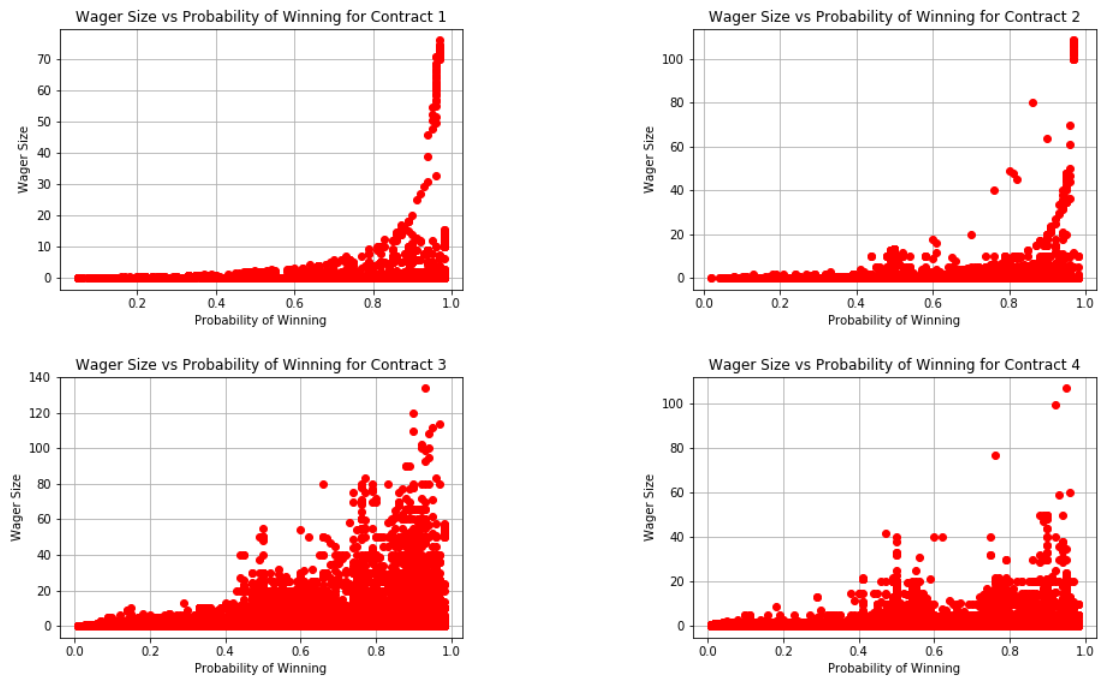 Wager Size vs Probability of Winning for Contract 1
Wager Size
70
60
50
40
30
20
10
0
0.2 0.4 0.6 0.8 1.0
Probability of Winning
Wager Size vs Probability of Winning for Contract 2
Wager Size
100
80
60
40
20
0
0.0 0.2 0.4 0.6 0.8 1.0
Probability of Winning
Wager Size vs Probability of Winning for Contract 3
Wager Size
140
120
100
80
60
40
20
0
0.0 0.2 0.4 0.6 0.8 1.0
Probability of Winning
Wager Size vs Probability of Winning for Contract 4
Wager Size
100
80
60
40
20
0
0.0 0.2 0.4 0.6 0.8 1.0
Probability of Winning